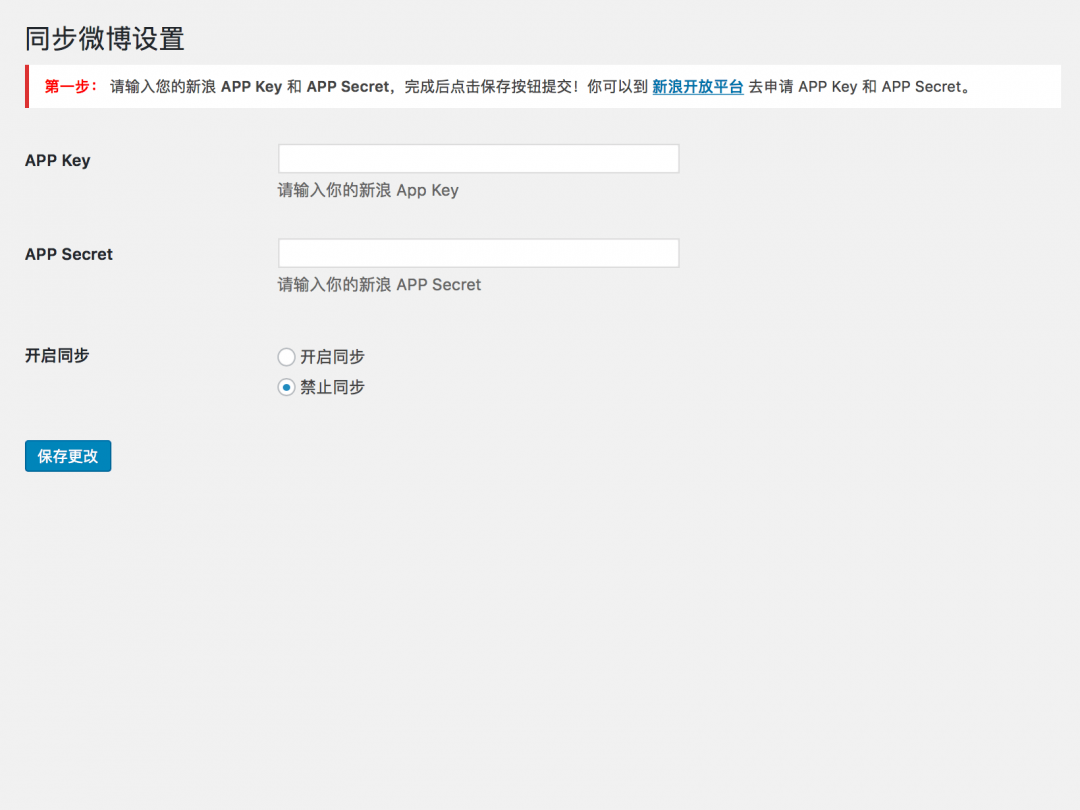 同步微博设置
第一步： 请输入您的新浪 APP Key 和 APP Secret，完成后点击保存按钮提交！你可以到 新浪开放平台 去申请 APP Key 和 APP Secret。
APP Key
请输入你的新浪 App Key
APP Secret
请输入你的新浪 APP Secret
开启同步
开启同步
禁止同步
保存更改